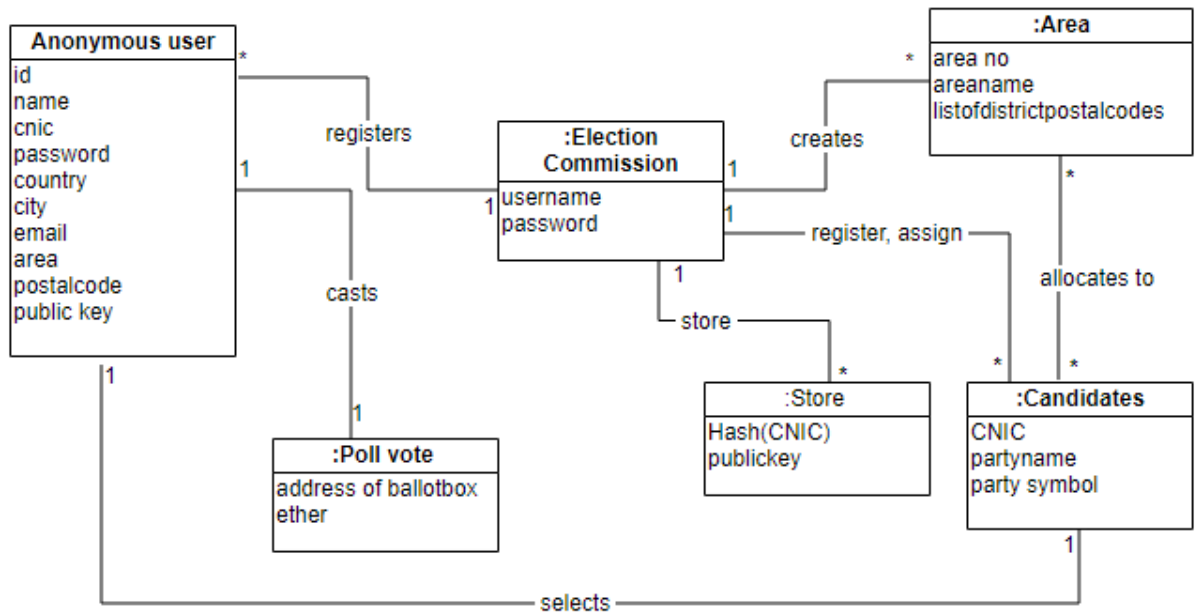 Anonymous user
id
name
cnic
password
country
city
email
area
postalcode
public key
*
registers
1
:Election
Commission
username
password
1
creates
*
:Area
area no
areaname
listofdistrictpostalcodes
1
register, assign
*
*
allocates to
*
1
store
*
:Store
Hash(CNIC)
publickey
:Candidates
CNIC
partyname
party symbol
1
casts
1
:Poll vote
address of ballotbox
ether
1
selects
1